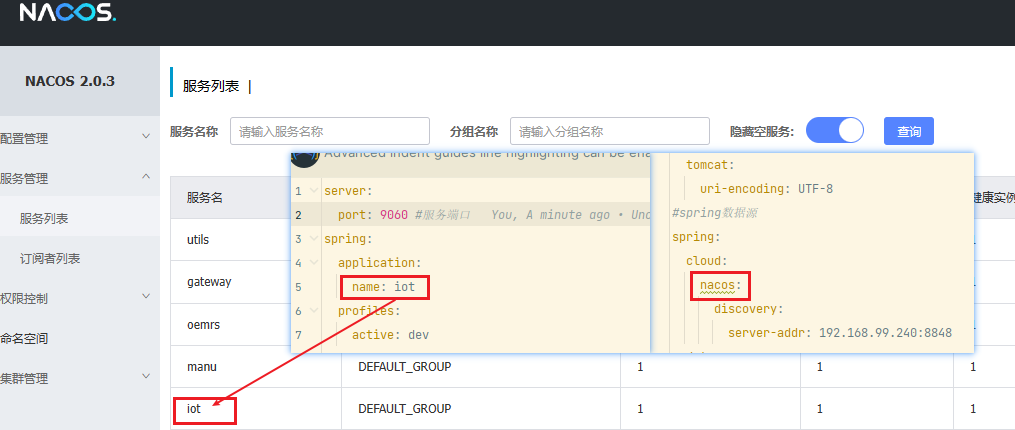 NACOS.
NACOS 2.0.3
配置管理
服务管理
服务列表
订阅者列表
权限控制
命名空间
集群管理
服务列表 |
服务名称 请输入服务名称 分组名称 请输入分组名称 隐藏空服务: 查询
服务名 健康实例
utils
gateway
oemrs
manu DEFAULT_GROUP 1 1 1
iot DEFAULT_GROUP 1 1 1
Advanced indent guides line highlighting can be
1 server:
2 port: 9060 #服务端口 You, A minute ago •
3 spring:
4 application:
5 name: iot
6 profiles:
7 active: dev
tomcat:
uri-encoding: UTF-8
#spring数据源
spring:
cloud:
nacos:
discovery:
server-addr: 192.168.99.240:8848